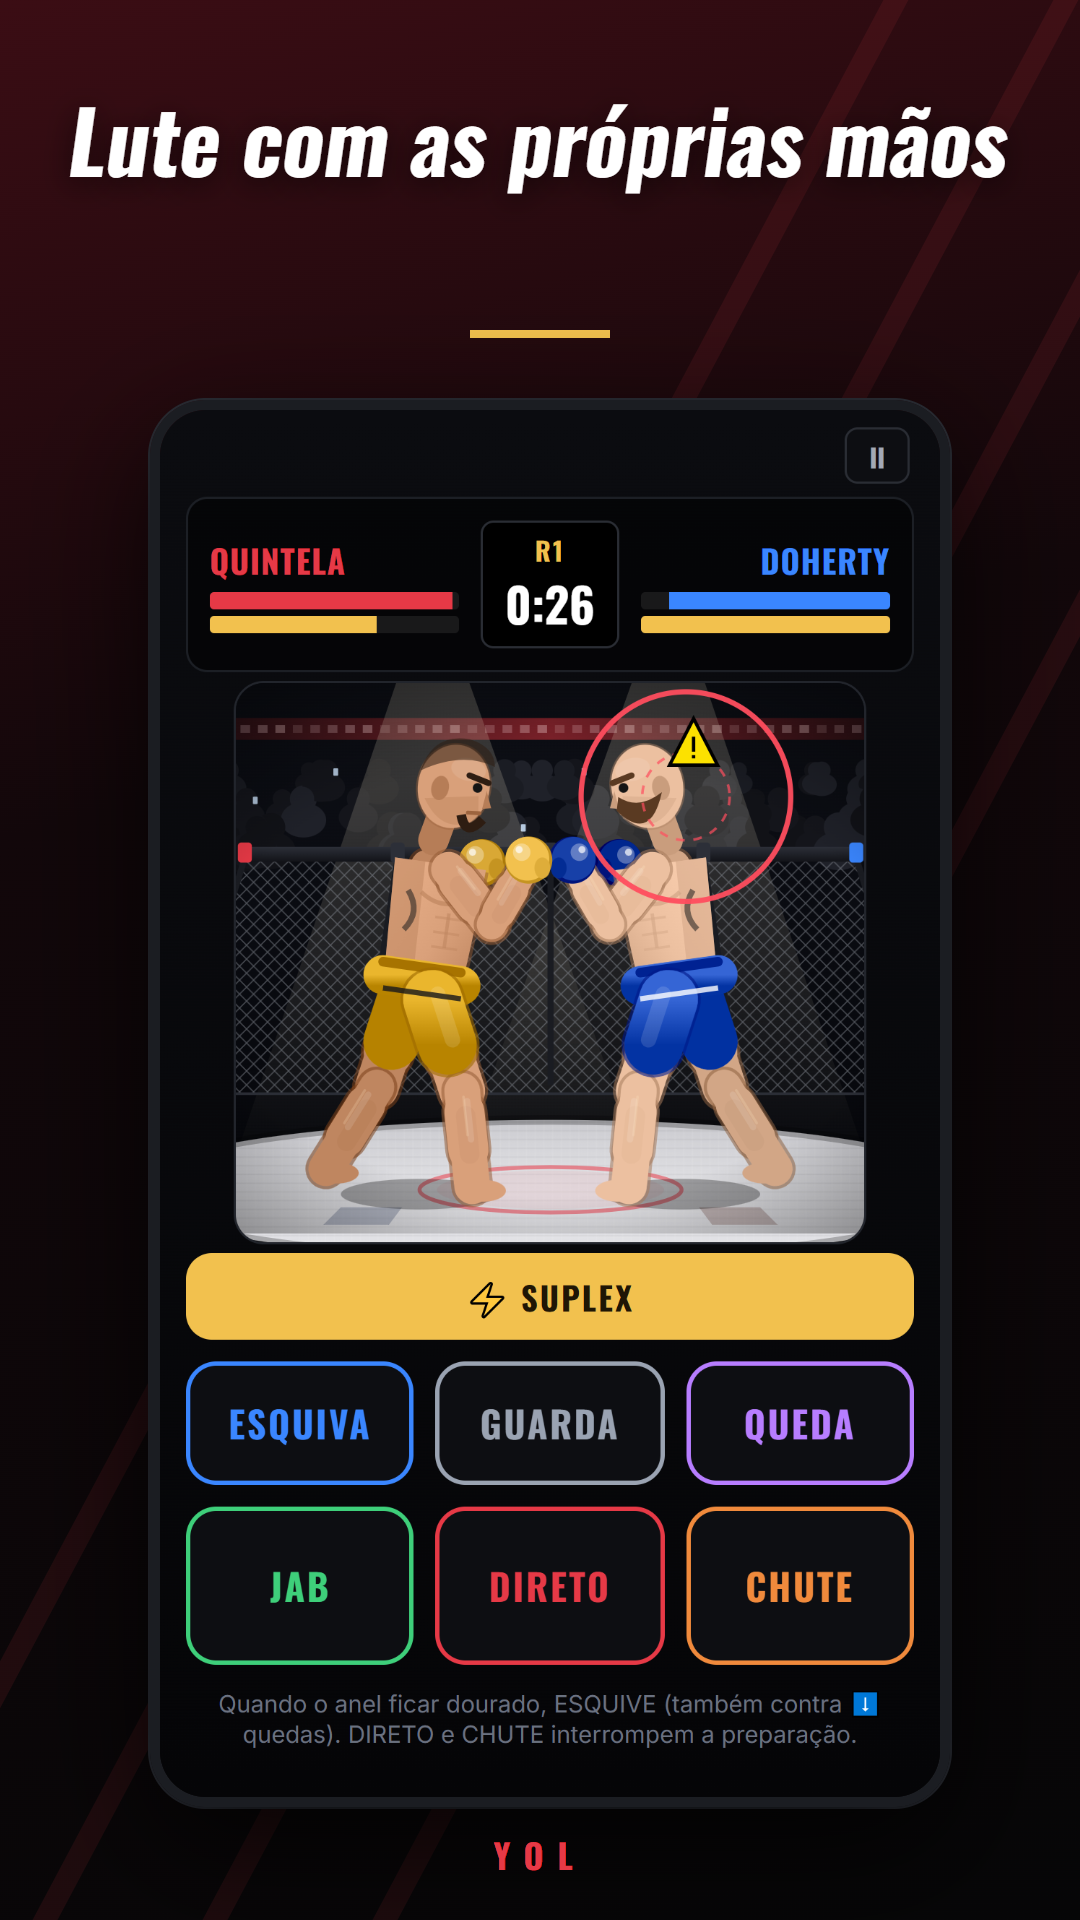 Lute com as próprias mãos
QUINTELA
R1
0:26
DOHERTY
SUPLEX
ESQUIVA
GUARDA
QUEDA
JAB
DIRETO
CHUTE
Quando o anel ficar dourado, ESQUIVE (também contra ⬇️
quedas). DIRETO e CHUTE interrompem a preparação.
YOL